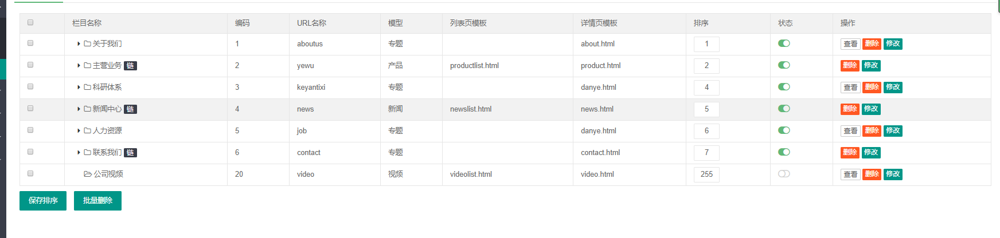 栏目名称 编码 URL名称 模型 列表页模板 详情页模板 排序 状态 操作
关于我们 1 aboutus 专题 about.html 1 查看 删除 修改
主营业务 链 2 yewu 产品 productlist.html product.html 2 删除 修改
科研体系 3 keyantixi 专题 danye.html 4 查看 删除 修改
新闻中心 链 4 news 新闻 newslist.html news.html 5 删除 修改
人力资源 5 job 专题 danye.html 6 查看 删除 修改
联系我们 链 6 contact 专题 contact.html 7 删除 修改
公司视频 20 video 视频 videolist.html video.html 255 查看 删除 修改
保存排序 批量删除